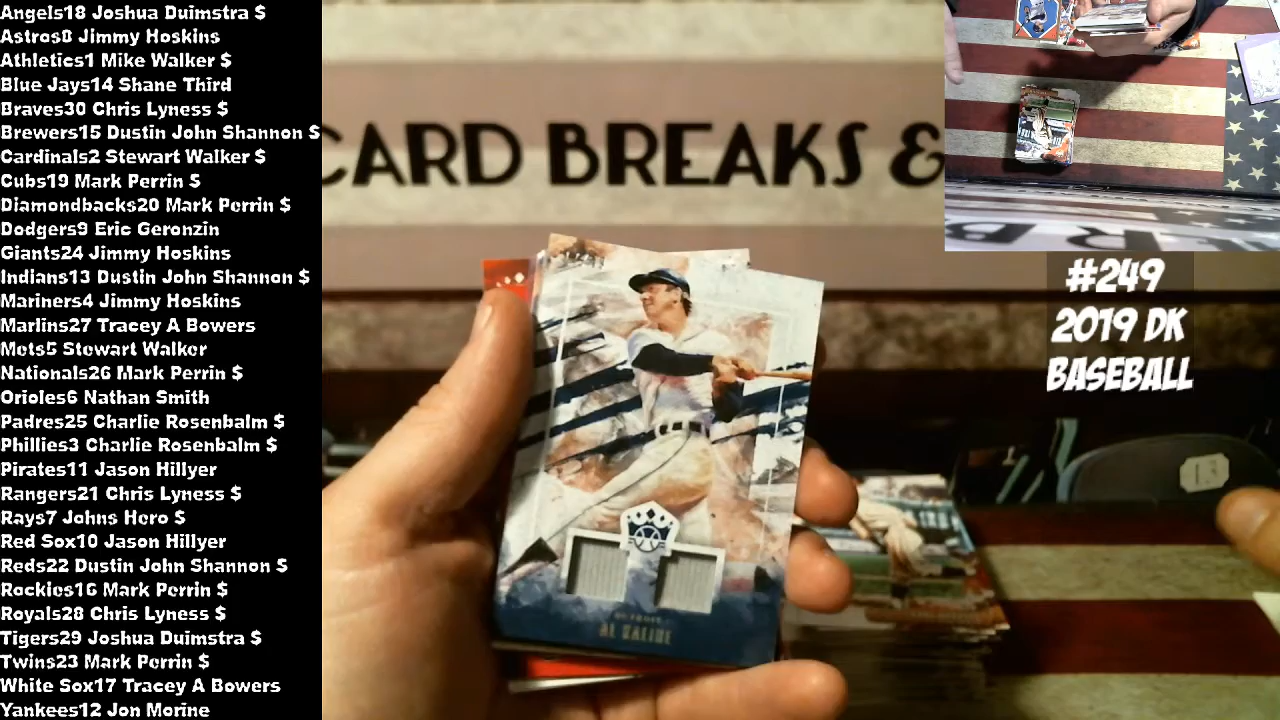 Angels18 Joshua Duimstra $
Astros8 Jimmy Hoskins
Athletics1 Mike Walker $
Blue Jays14 Shane Third
Braves30 Chris Lyness $
Brewers15 Dustin John Shannon $
Cardinals2 Stewart Walker $
Cubs19 Mark Perrin $
Diamondbacks20 Mark Perrin $
Dodgers9 Eric Geronzin
Giants24 Jimmy Hoskins
Indians13 Dustin John Shannon $
Mariners4 Jimmy Hoskins
Marlins27 Tracey A Bowers
Mets5 Stewart Walker
Nationals26 Mark Perrin $
Orioles6 Nathan Smith
Padres25 Charlie Rosenbalm $
Phillies3 Charlie Rosenbalm $
Pirates11 Jason Hillyer
Rangers21 Chris Lyness $
Rays7 Johns Hero $
Red Sox10 Jason Hillyer
Reds22 Dustin John Shannon $
Rockies16 Mark Perrin $
Royals28 Chris Lyness $
Tigers29 Joshua Duimstra $
Twins23 Mark Perrin $
White Sox17 Tracey A Bowers
Yankees12 Jon Morine
CARD BREAKS &
#249
2019 DK
BASEBALL
DETROIT
AL KALINE